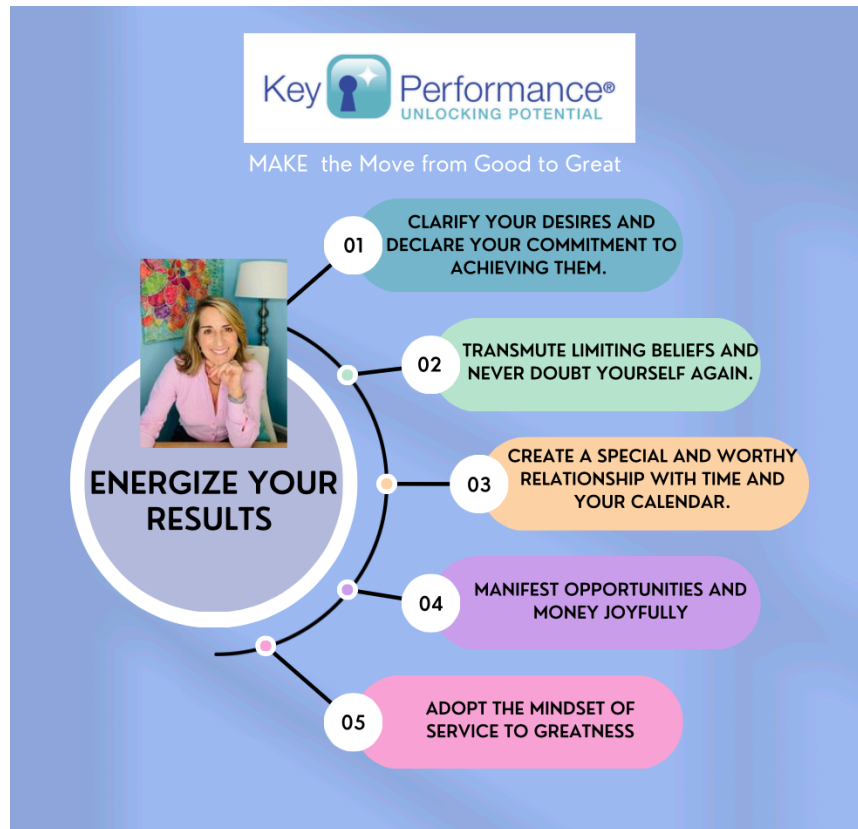 Key Performance®
UNLOCKING POTENTIAL
MAKE the Move from Good to Great
01
CLARIFY YOUR DESIRES AND
DECLARE YOUR COMMITMENT TO
ACHIEVING THEM.
02
TRANSMUTE LIMITING BELIEFS AND
NEVER DOUBT YOURSELF AGAIN.
03
CREATE A SPECIAL AND WORTHY
RELATIONSHIP WITH TIME AND
YOUR CALENDAR.
ENERGIZE YOUR
RESULTS
04
MANIFEST OPPORTUNITIES AND
MONEY JOYFULLY
05
ADOPT THE MINDSET OF
SERVICE TO GREATNESS